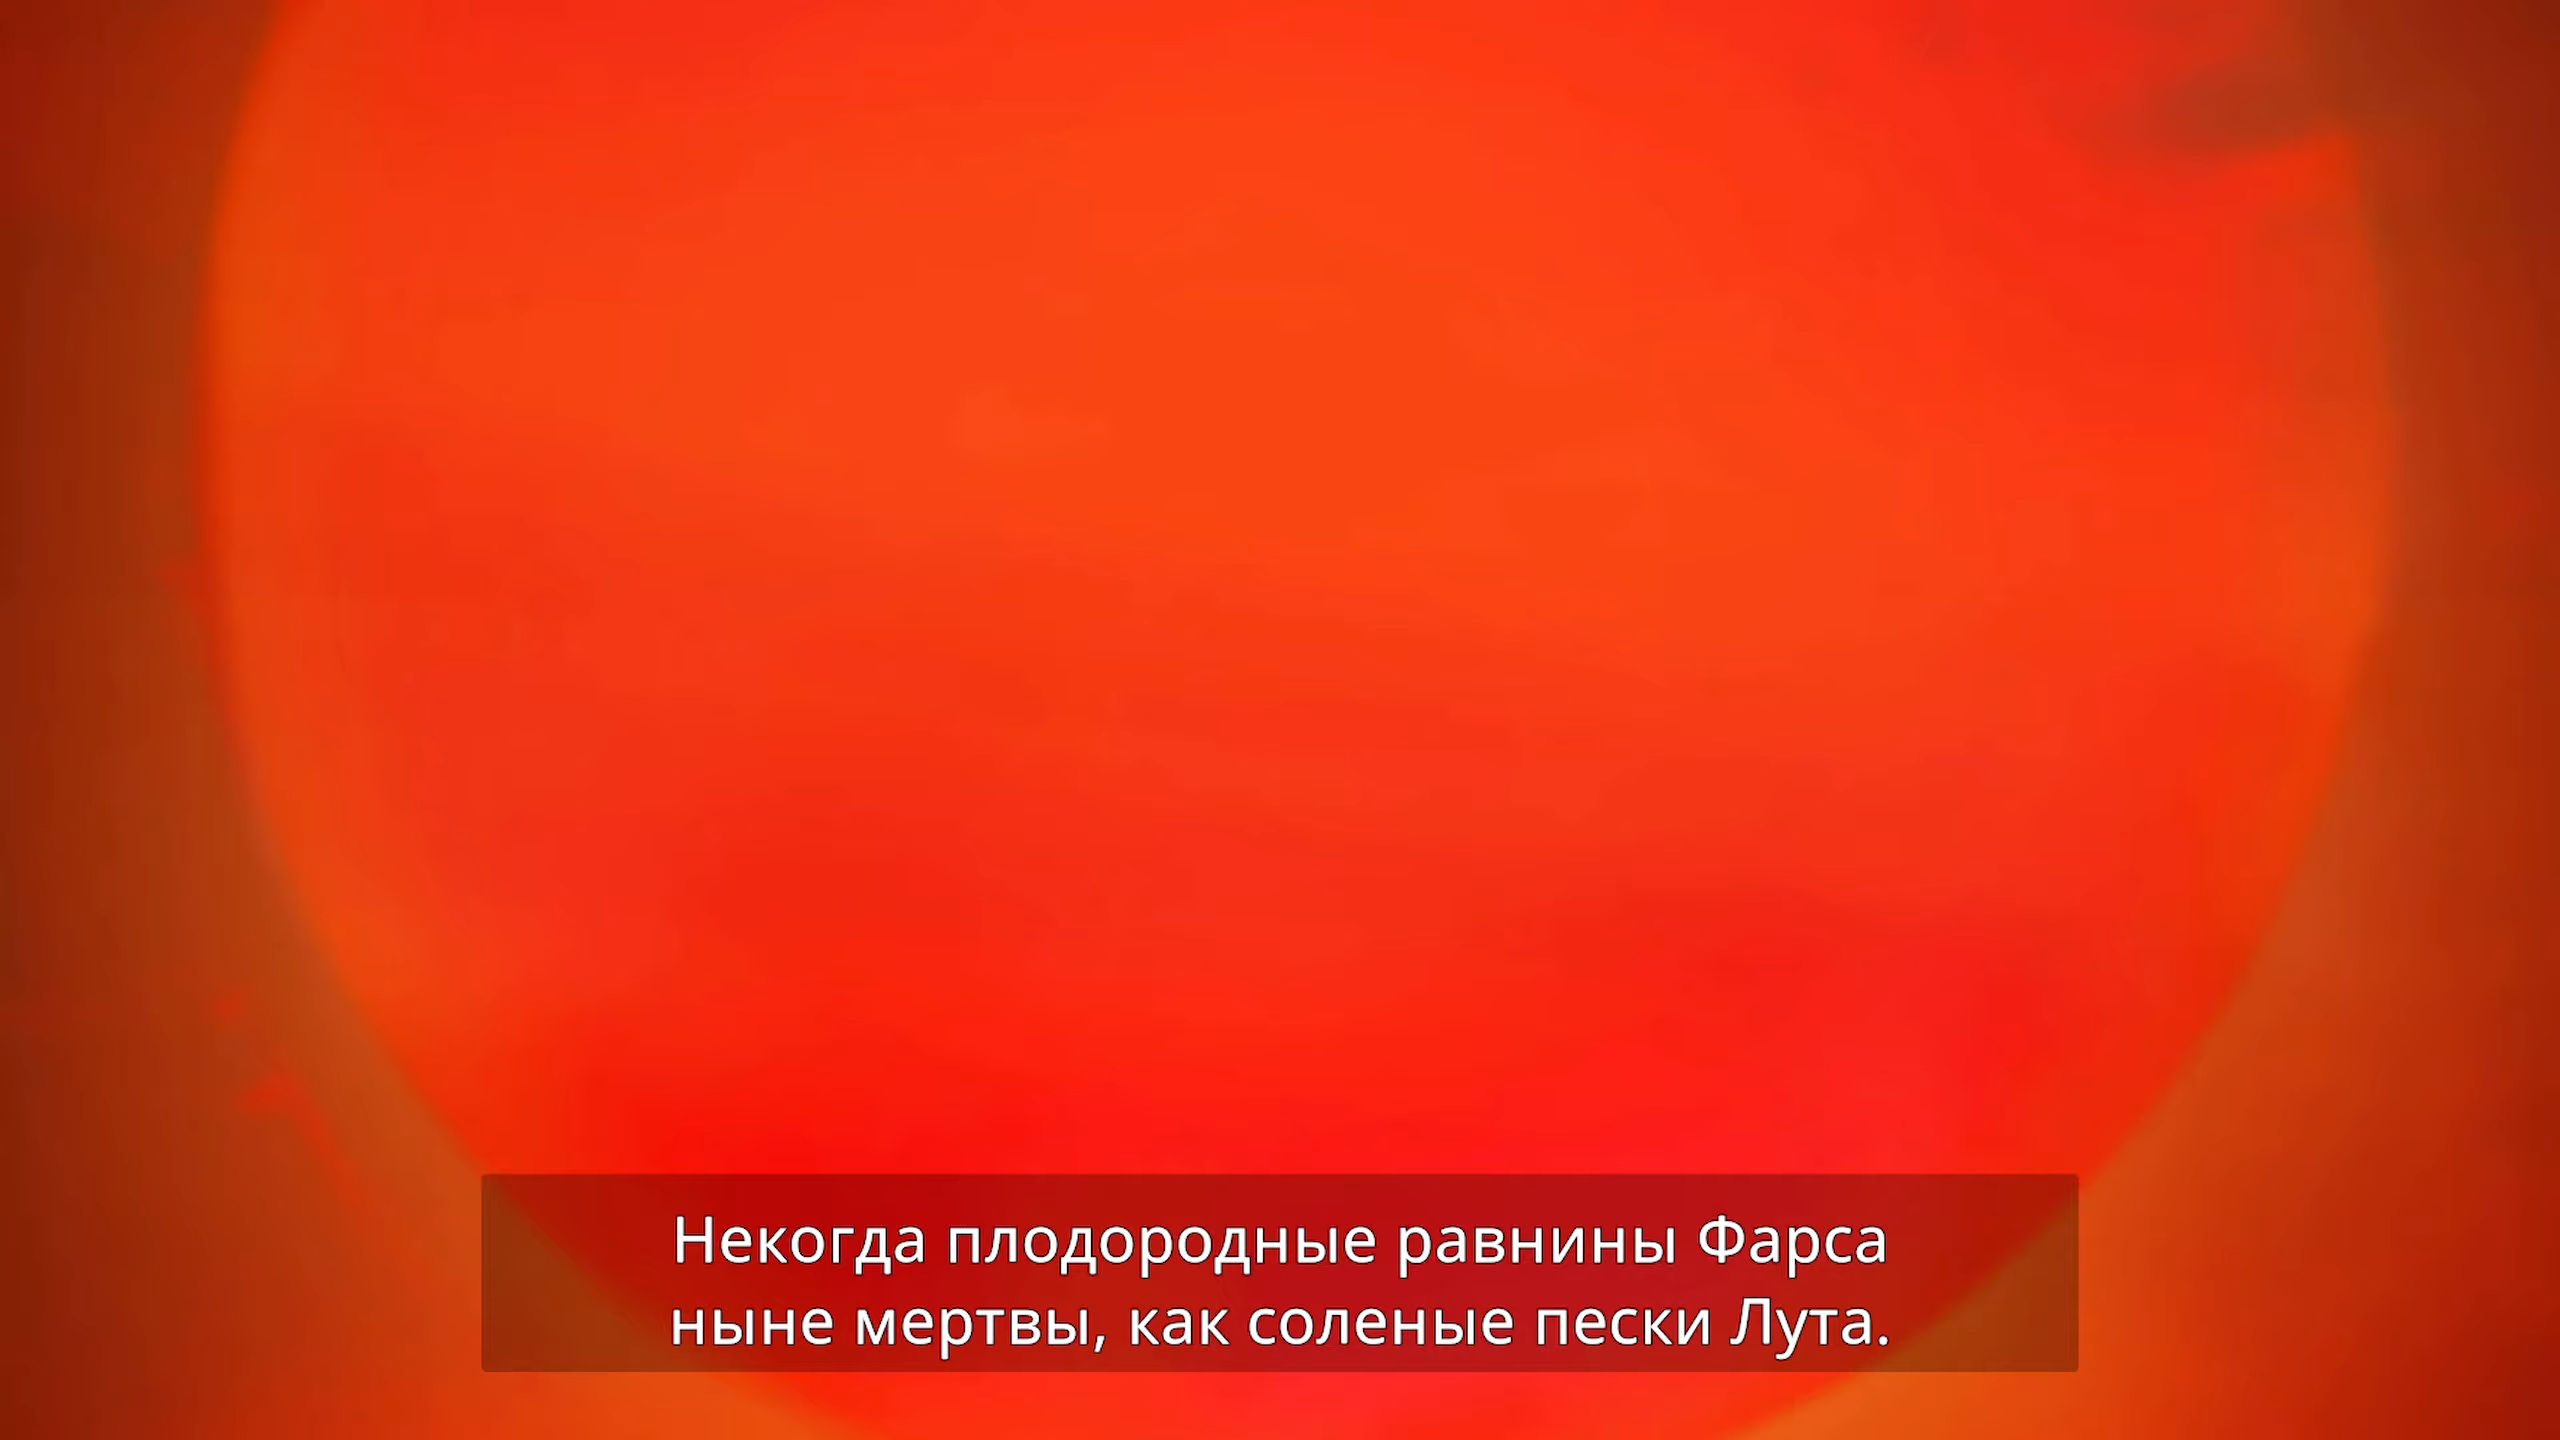 Некогда плодородные равнины Фарса
ныне мертвы, как соленые пески Лута.